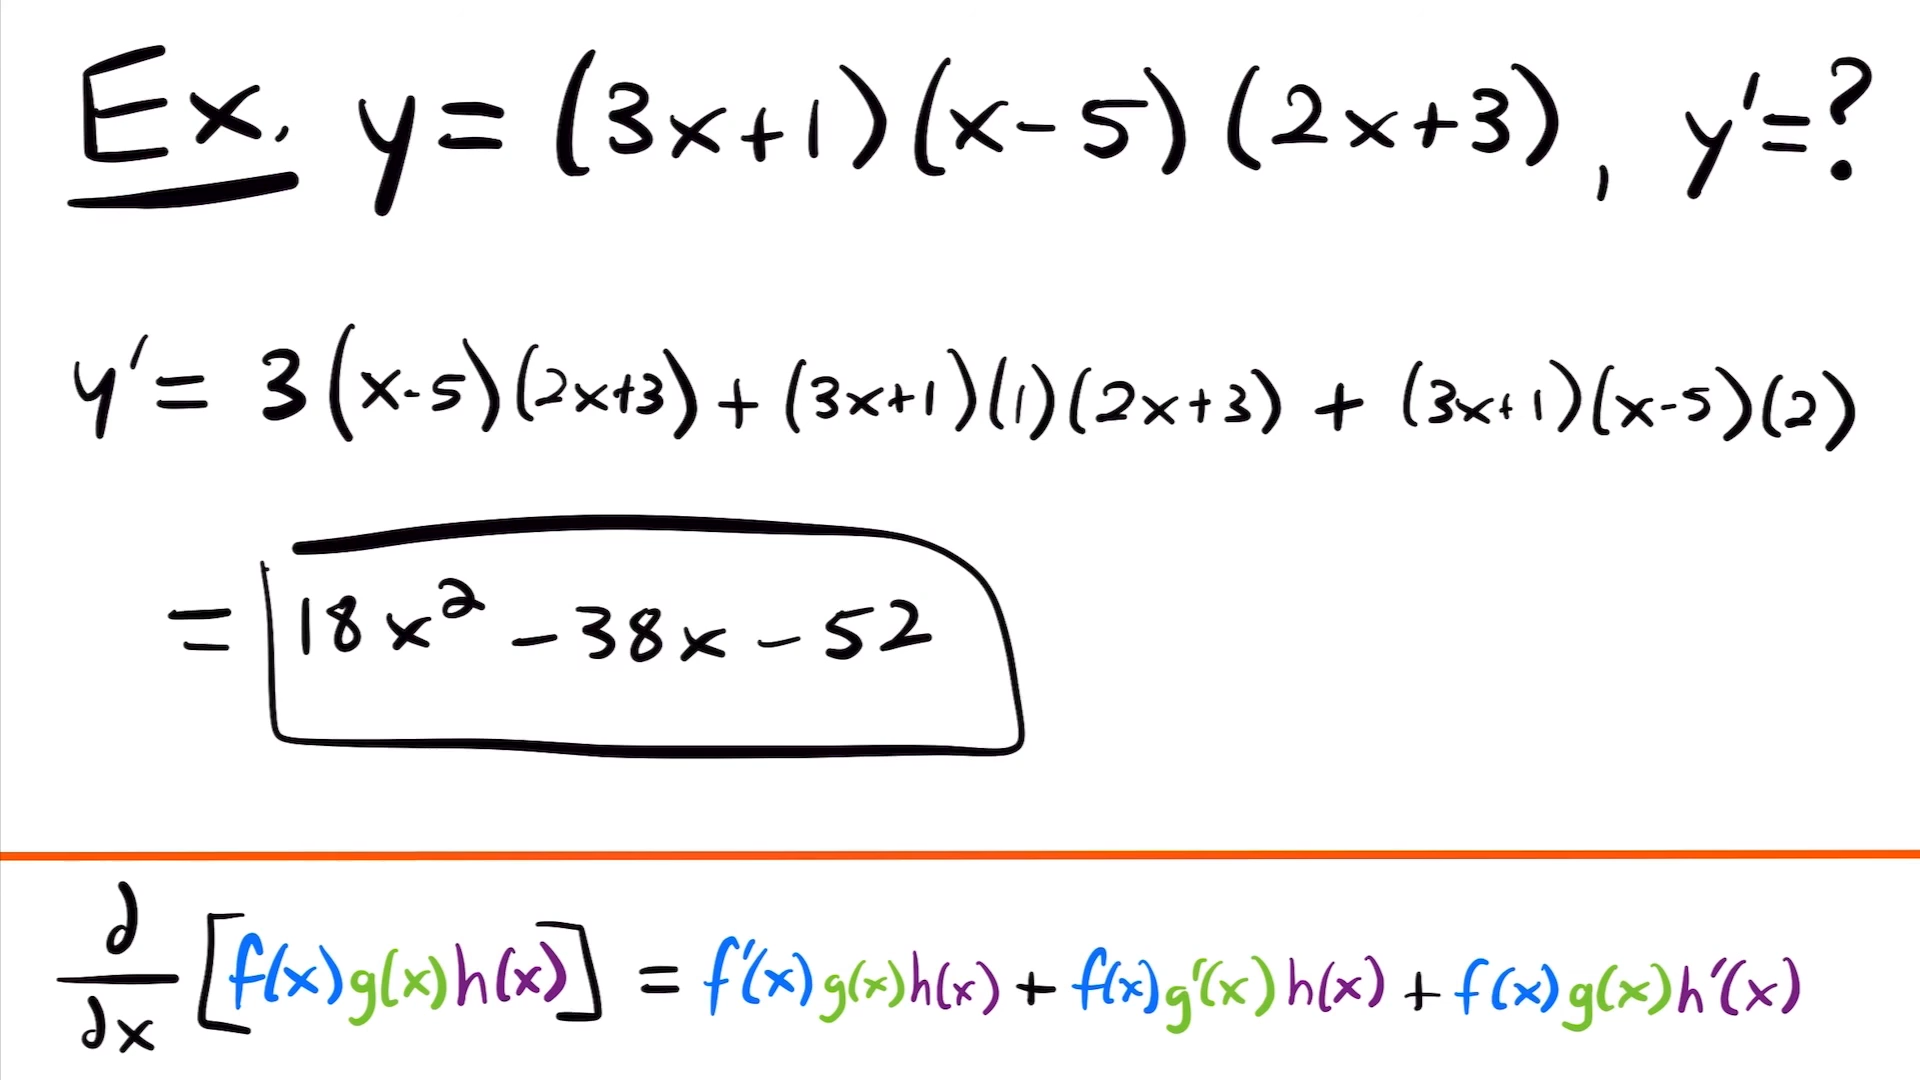 Ex. y = (3x+1)(x-5)(2x+3), y'=?
y' = 3(x-5)(2x+3) + (3x+1)(1)(2x+3) + (3x+1)(x-5)(2)
= 18x² - 38x - 52
∂/∂x [f(x)g(x)h(x)] = f'(x)g(x)h(x) + f(x)g'(x)h(x) + f(x)g(x)h'(x)